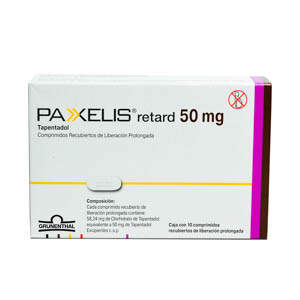 PAXXELIS® retard 50 mg
Tapentadol
Comprimidos Recubiertos de Liberación Prolongada
Composición:
Cada comprimido recubierto de
liberación prolongada contiene:
58,24 mg de Clorhidrato de Tapentadol
equivalente a 50 mg de Tapentadol
Excipientes c.s.p
GRUNENTHAL
Caja con 10 comprimidos
recubiertos de liberación prolongada